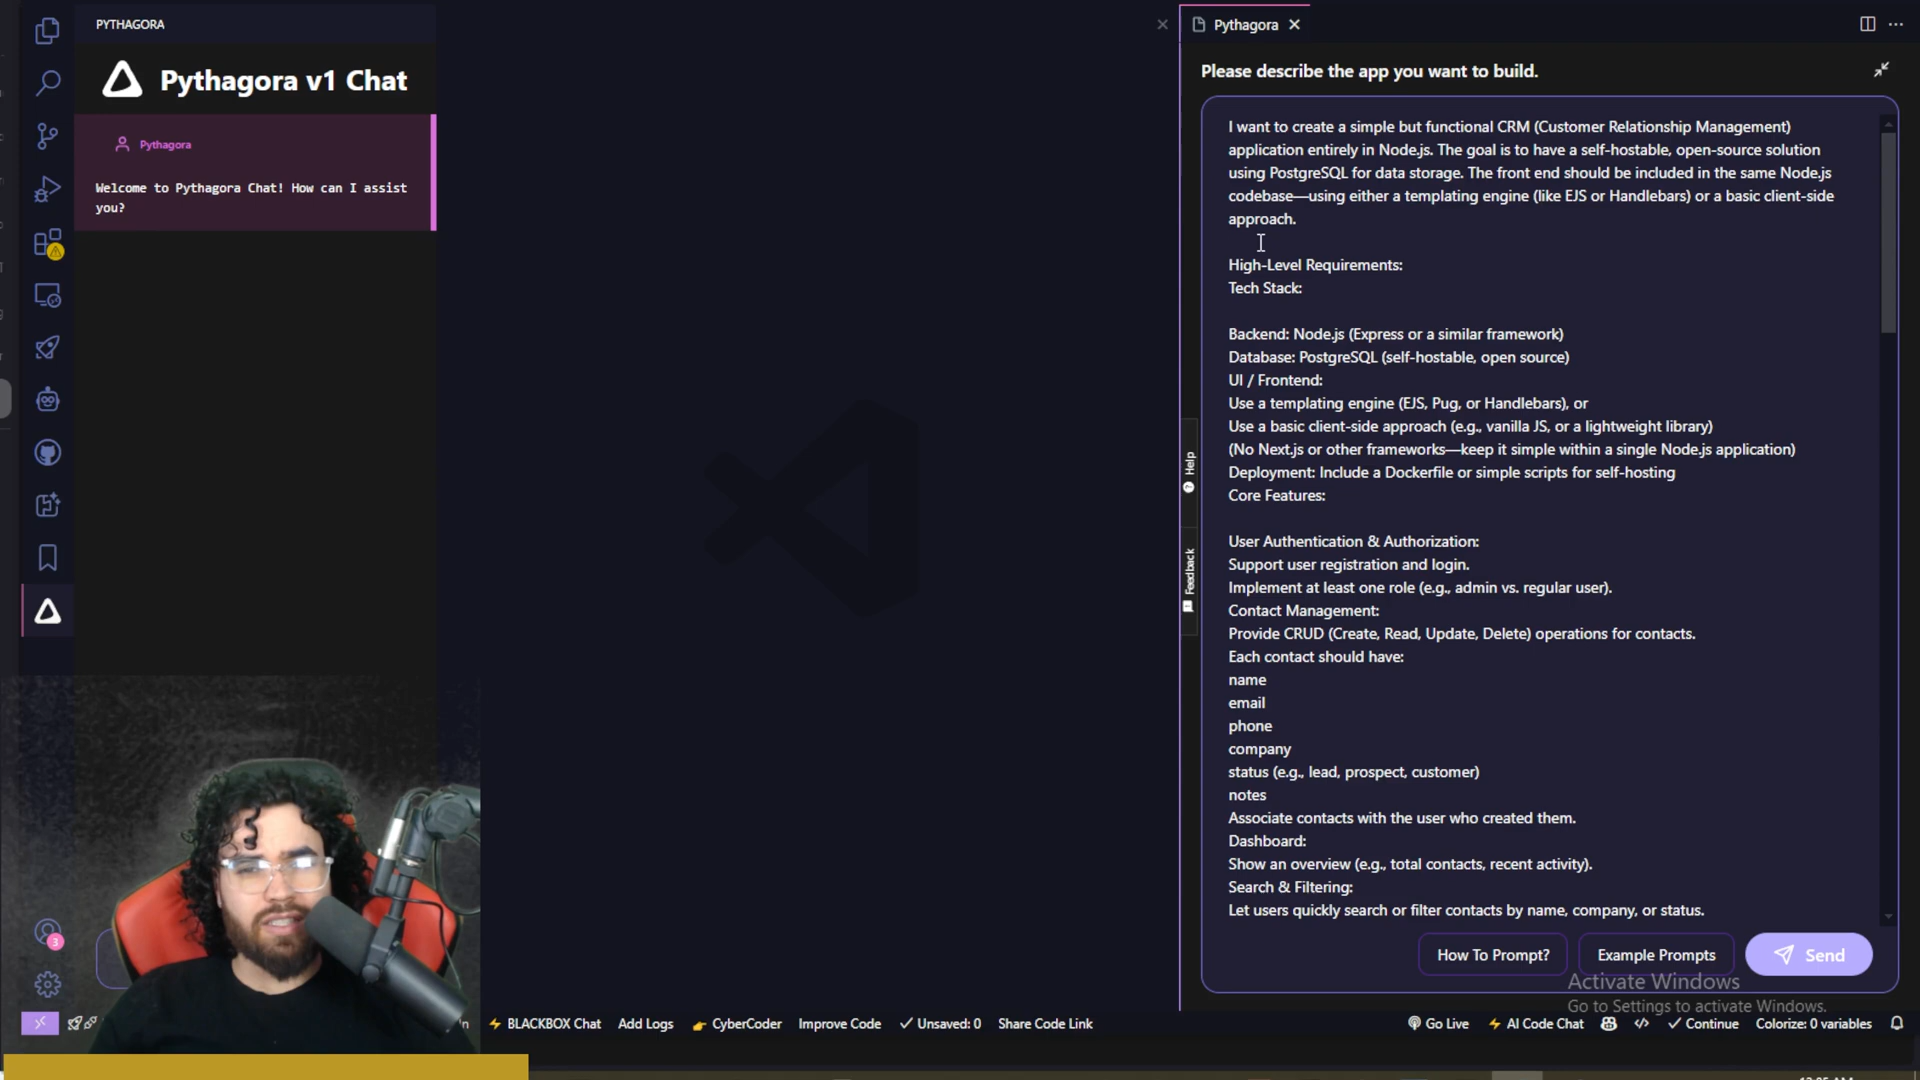 PYTHAGORA
Pythagora v1 Chat
Pythagora
Welcome to Pythagora Chat! How can I assist
you?
3
Pythagora
Please describe the app you want to build.
I want to create a simple but functional CRM (Customer Relationship Management)
application entirely in Node.js. The goal is to have a self-hostable, open-source solution
using PostgreSQL for data storage. The front end should be included in the same Node.js
codebase—using either a templating engine (like EJS or Handlebars) or a basic client-side
approach.
High-Level Requirements:
Tech Stack:
Backend: Node.js (Express or a similar framework)
Database: PostgreSQL (self-hostable, open source)
UI / Frontend:
Use a templating engine (EJS, Pug, or Handlebars), or
Use a basic client-side approach (e.g., vanilla JS, or a lightweight library)
(No Next.js or other frameworks—keep it simple within a single Node.js application)
Deployment: Include a Dockerfile or simple scripts for self-hosting
Core Features:
User Authentication & Authorization:
Support user registration and login.
Implement at least one role (e.g., admin vs. regular user).
Contact Management:
Provide CRUD (Create, Read, Update, Delete) operations for contacts.
Each contact should have:
name
email
phone
company
status (e.g., lead, prospect, customer)
notes
Associate contacts with the user who created them.
Dashboard:
Show an overview (e.g., total contacts, recent activity).
Search & Filtering:
Let users quickly search or filter contacts by name, company, or status.
Help
Feedback
How To Prompt?
Example Prompts
Send
Activate Windows
Go to Settings to activate Windows.
BLACKBOX Chat
Add Logs
CyberCoder
Improve Code
Unsaved: 0
Share Code Link
Go Live
AI Code Chat
Continue
Colorize: 0 variables